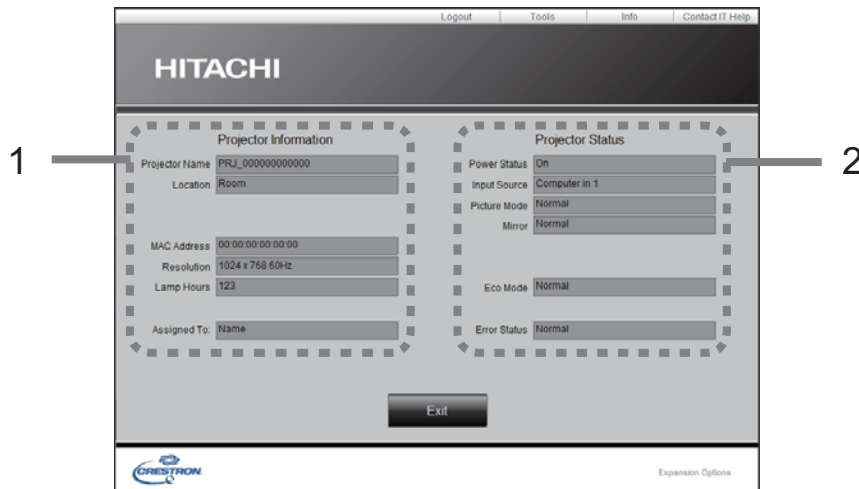 Logout Tools Info Contact IT Help
HITACHI
1
2
Projector Information
Projector Name PRJ_000000000000
Location Room
MAC Address 00:00:00:00:00:00
Resolution 1024 x 768 60Hz
Lamp Hours 123
Assigned To: Name
Projector Status
Power Status On
Input Source Computer in 1
Picture Mode Normal
Mirror Normal
Eco Mode Normal
Error Status Normal
Exit
CRESTRON
Expansion Options